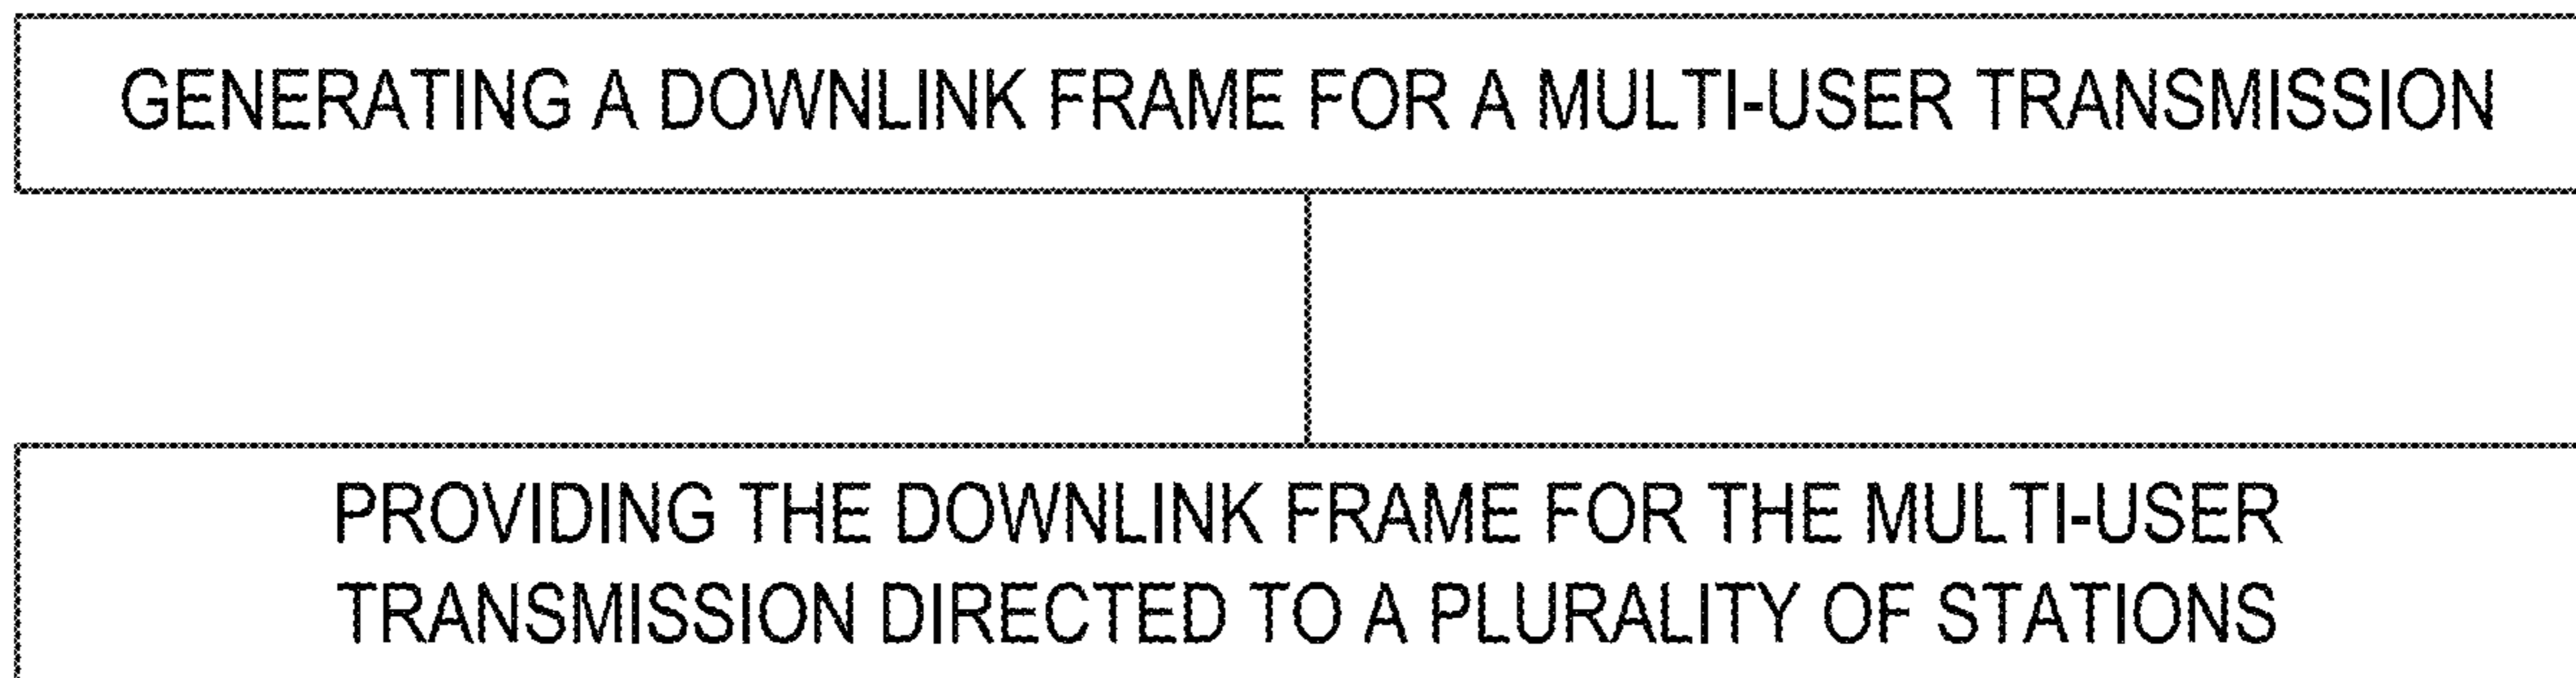 GENERATING A DOWNLINK FRAME FOR A MULTI-USER TRANSMISSION
PROVIDING THE DOWNLINK FRAME FOR THE MULTI-USER
TRANSMISSION DIRECTED TO A PLURALITY OF STATIONS